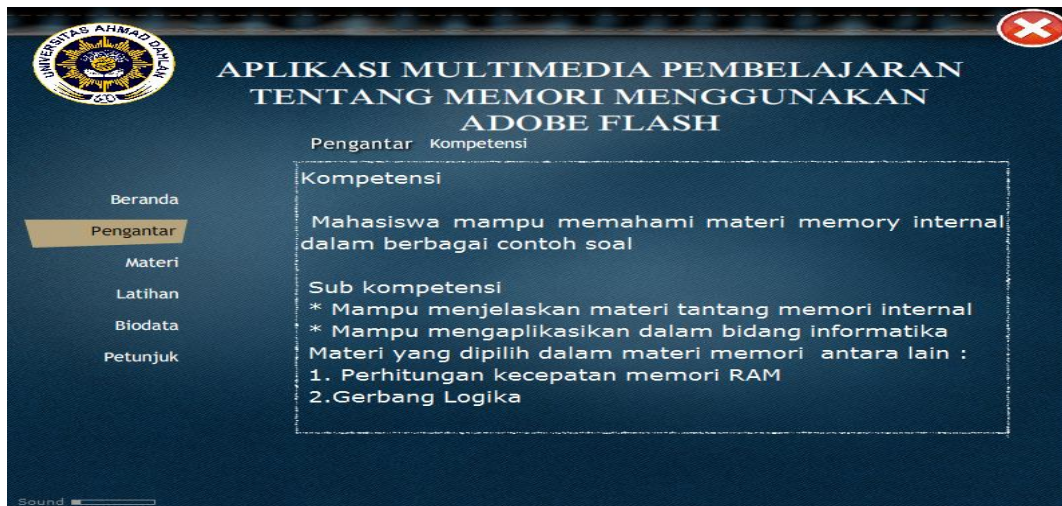 UNIVERSITAS AHMAD DAHLAN
APLIKASI MULTIMEDIA PEMBELAJARAN
TENTANG MEMORI MENGGUNAKAN
ADOBE FLASH
Pengantar Kompetensi
Beranda
Pengantar
Materi
Latihan
Biodata
Petunjuk
Kompetensi
Mahasiswa mampu memahami materi memory internal
dalam berbagai contoh soal
Sub kompetensi
* Mampu menjelaskan materi tantang memori internal
* Mampu mengaplikasikan dalam bidang informatika
Materi yang dipilih dalam materi memori antara lain :
1. Perhitungan kecepatan memori RAM
2.Gerbang Logika
Sound